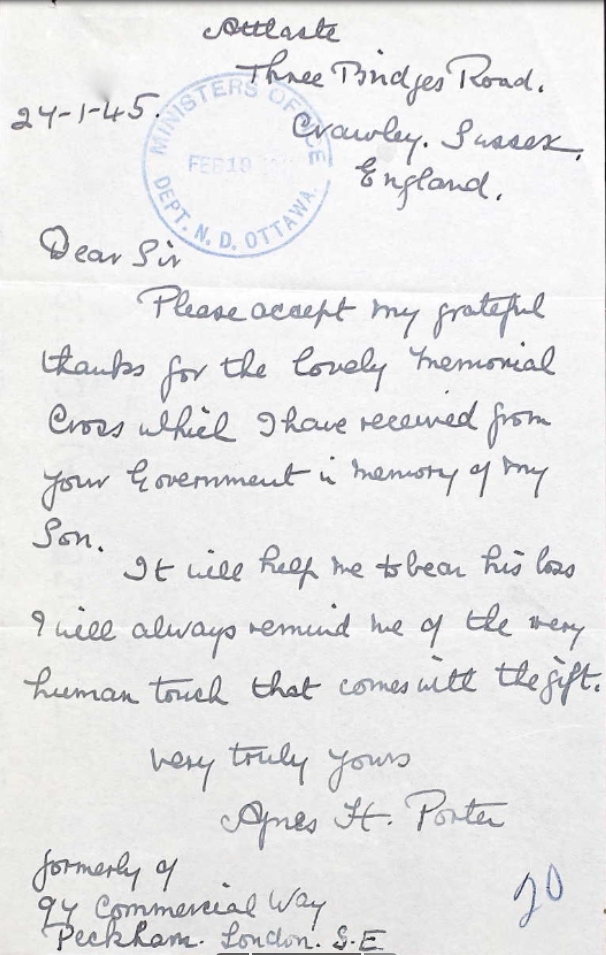 Attlaste
Three Bridges Road.
24-1-45.
Crawley. Sussex.
England.
MINISTERS OFFICE
FEB 10
DEPT. N. D. OTTAWA.
Dear Sir
Please accept my grateful
thanks for the lovely Memorial
Cross which I have received from
your Government in memory of my
Son.
It will help me to bear his loss
I will always remind me of the very
human touch that comes with the gift.
very truly yours
Agnes H. Porter
formerly of
94 Commercial Way
Peckham. London. S.E
20